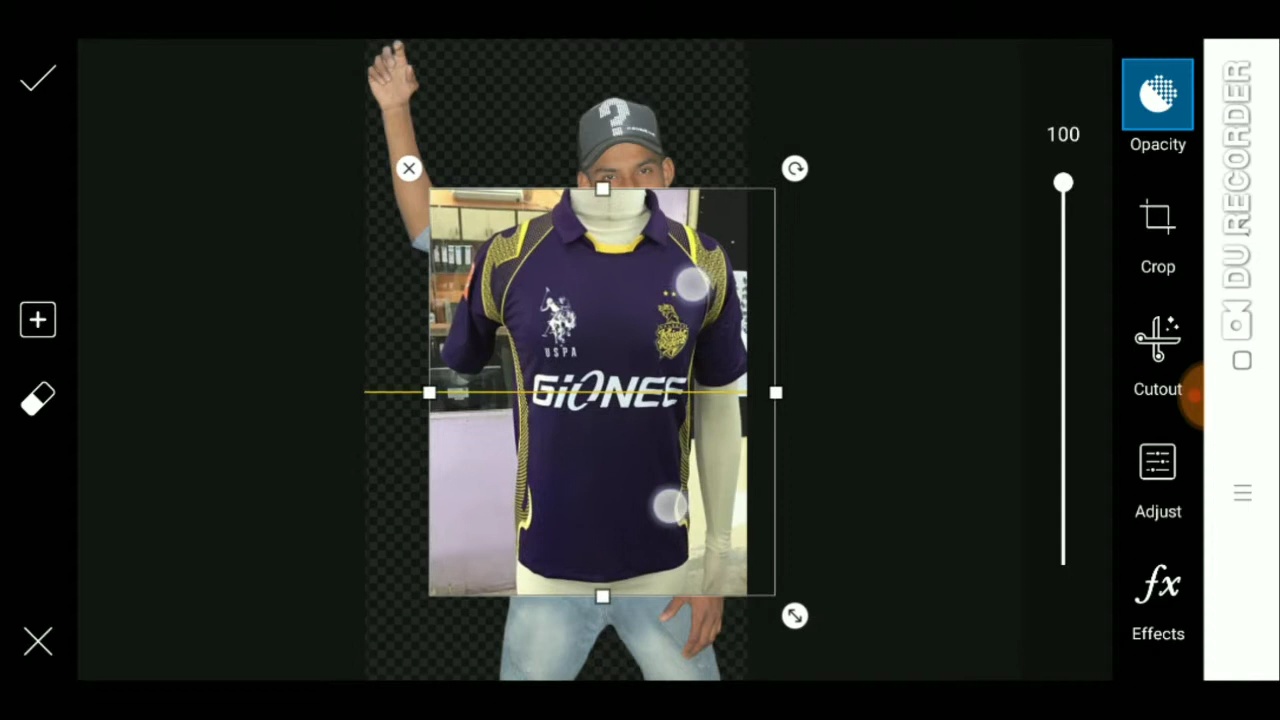 100
Opacity
Crop
Cutout
Adjust
fx
Effects
DU RECORDER
?
USPA
GIONEE